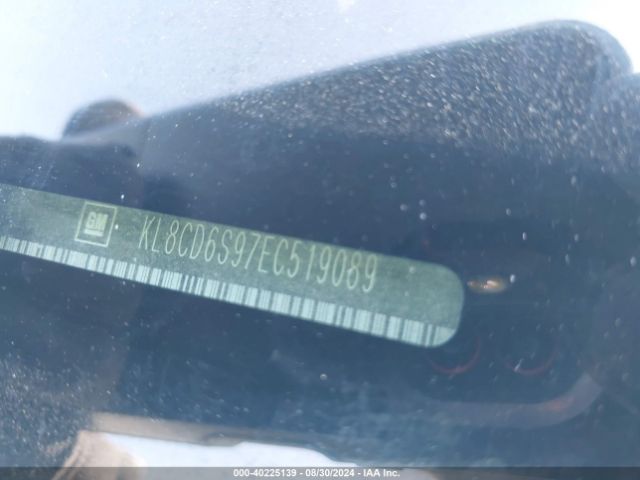 GM
KL8CD6S97EC519089
000-40225139 - 08/30/2024 - IAA Inc.